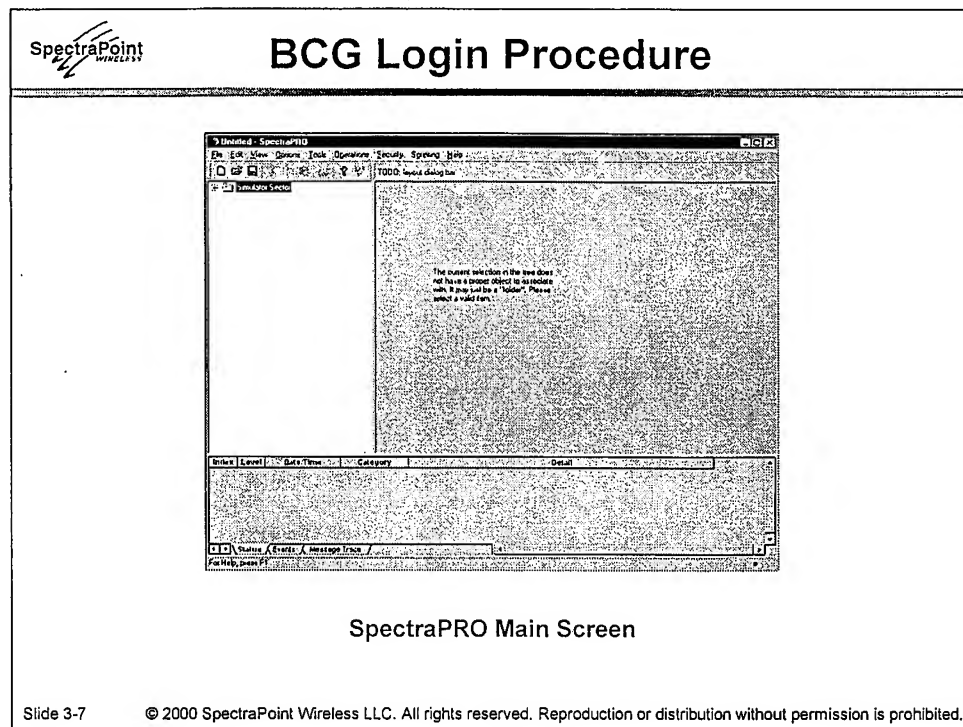 SpectraPoint
WIRELESS
BCG Login Procedure
Untitled - SpectraPRO
File Edit View Options Tools Operations Security Help
TODO: layout dialog bar
Simulator Sector
The current selection in the tree does
not have a proper object to associate
with. It may just be a "folder". Please
select a valid item.
Index Level Date/Time Category Detail
Status Events Message Trace
For Help, press F1
SpectraPRO Main Screen
Slide 3-7 © 2000 SpectraPoint Wireless LLC. All rights reserved. Reproduction or distribution without permission is prohibited.